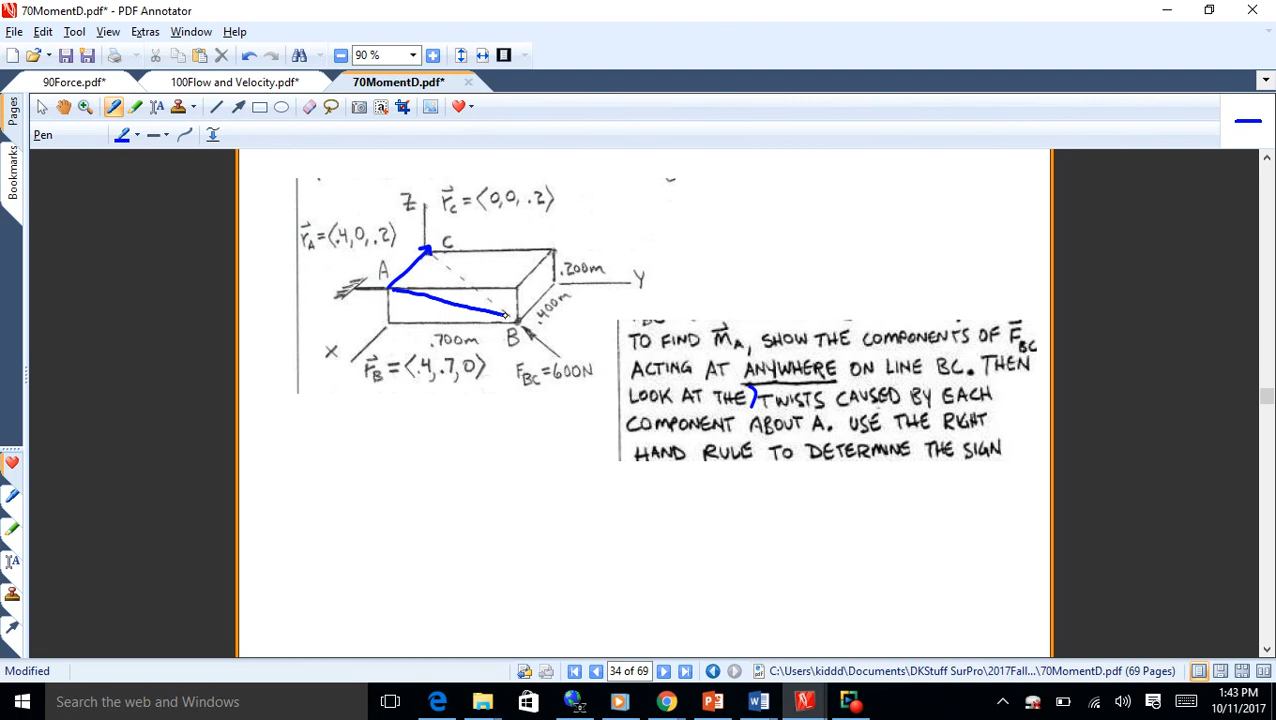 70MomentD.pdf* - PDF Annotator
File Edit Tool View Extras Window Help
90 %
90Force.pdf* 100Flow and Velocity.pdf* 70MomentD.pdf*
Pen
Pages
Bookmarks
Z r⃗C = ⟨0,0,.2⟩
r⃗A = ⟨.4,0,.2⟩
C
A
.200m
Y
.400m
.700m
B
X
r⃗B = ⟨.4,.7,0⟩
FBC = 600N
TO FIND M⃗A, SHOW THE COMPONENTS OF F⃗BC
ACTING AT ANYWHERE ON LINE BC. THEN
LOOK AT THE TWISTS CAUSED BY EACH
COMPONENT ABOUT A. USE THE RIGHT
HAND RULE TO DETERMINE THE SIGN
Modified
34 of 69
C:\Users\kiddd\Documents\DKStuff SurPro\2017Fall...\70MomentD.pdf (69 Pages)
Search the web and Windows
1:43 PM
10/11/2017